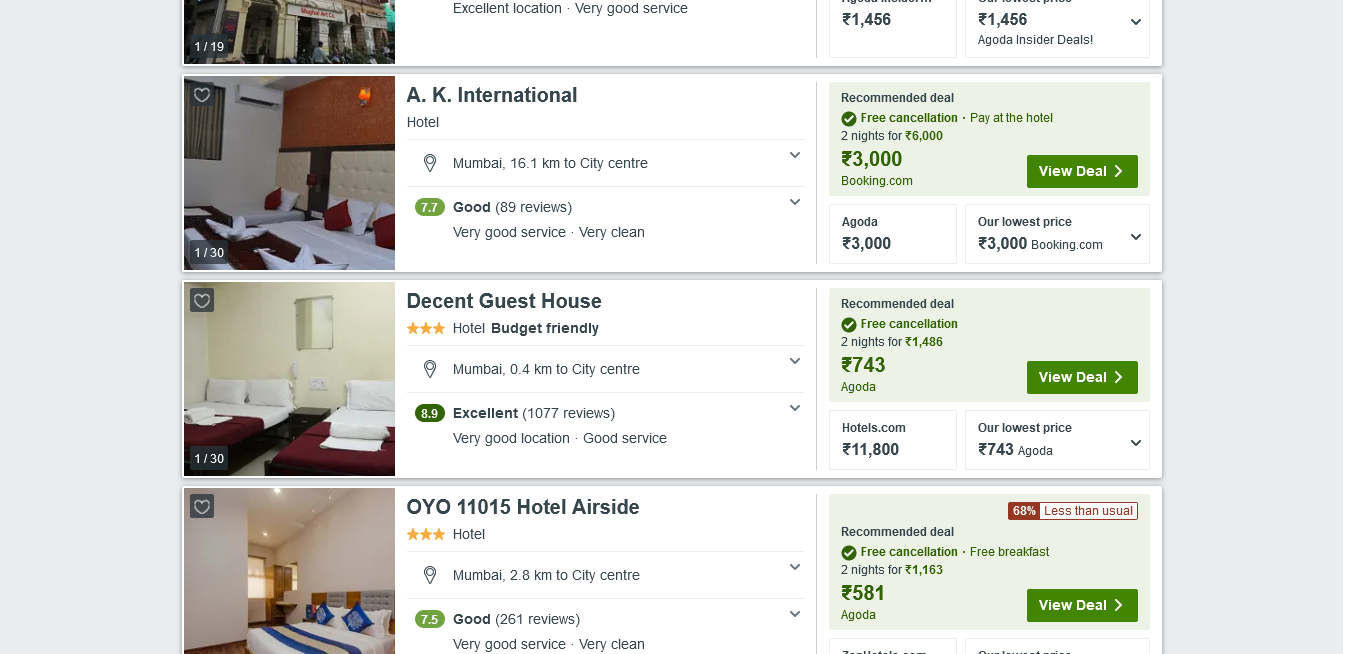 Mughal Art Co.
1 / 19
Excellent location · Very good service
₹1,456
₹1,456
Agoda Insider Deals!
1 / 30
A. K. International
Hotel
Mumbai, 16.1 km to City centre
7.7 Good (89 reviews)
Very good service · Very clean
Recommended deal
Free cancellation · Pay at the hotel
2 nights for ₹6,000
₹3,000
Booking.com
View Deal
Agoda
₹3,000
Our lowest price
₹3,000 Booking.com
1 / 30
Decent Guest House
Hotel Budget friendly
Mumbai, 0.4 km to City centre
8.9 Excellent (1077 reviews)
Very good location · Good service
Recommended deal
Free cancellation
2 nights for ₹1,486
₹743
Agoda
View Deal
Hotels.com
₹11,800
Our lowest price
₹743 Agoda
OYO 11015 Hotel Airside
Hotel
Mumbai, 2.8 km to City centre
7.5 Good (261 reviews)
Very good service · Very clean
68% Less than usual
Recommended deal
Free cancellation · Free breakfast
2 nights for ₹1,163
₹581
Agoda
View Deal